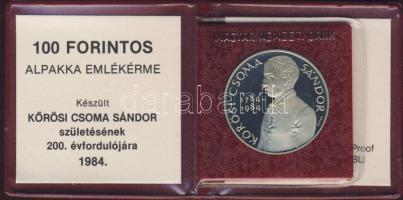 100 FORINTOS
ALPAKKA EMLÉKÉRME
Készült
KŐRÖSI CSOMA SÁNDOR
születésének
200. évfordulójára
1984.
MAGYAR NEMZETI BANK
KŐRÖSI CSOMA SÁNDOR
1784-
1984
Proof
darabanth